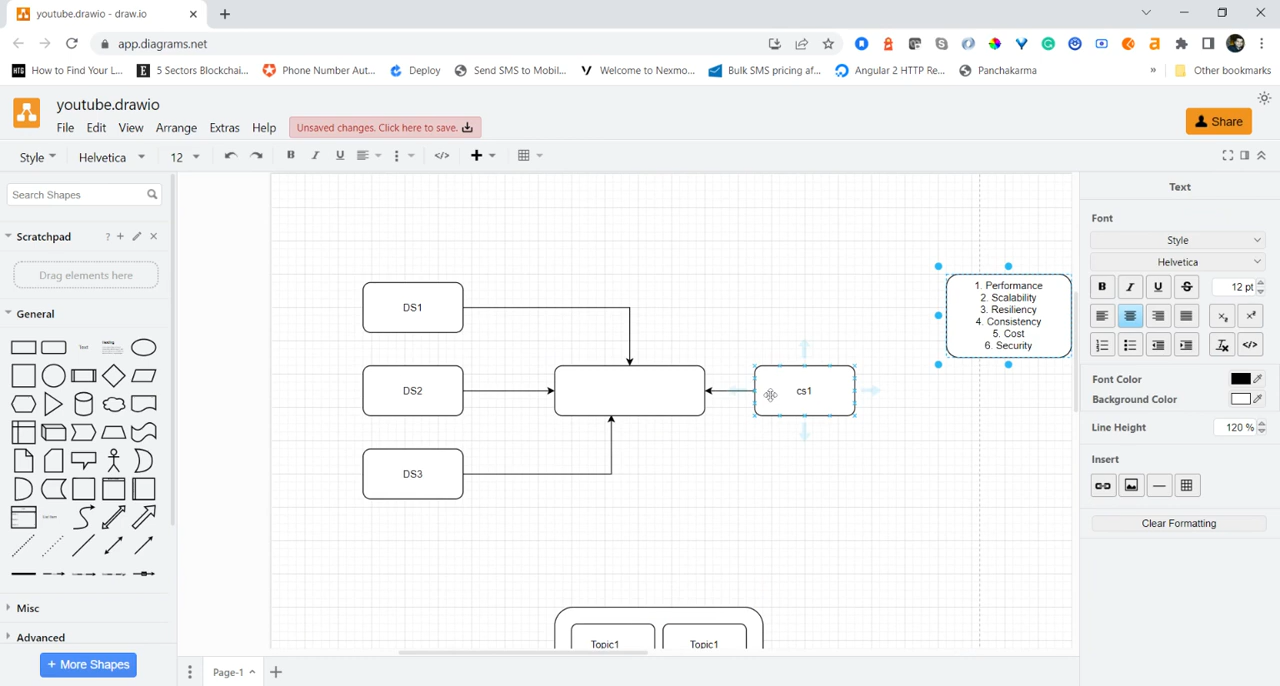 youtube.drawio - draw.io
app.diagrams.net
How to Find Your L...
5 Sectors Blockchai...
Phone Number Aut...
Deploy
Send SMS to Mobil...
Welcome to Nexmo...
Bulk SMS pricing af...
Angular 2 HTTP Re...
Panchakarma
»
Other bookmarks
youtube.drawio
File
Edit
View
Arrange
Extras
Help
Unsaved changes. Click here to save.
Share
Style
Helvetica
12
B
I
U
</>
Search Shapes
Scratchpad
?
Drag elements here
General
Text
Heading
List Item
Misc
Advanced
+ More Shapes
DS1
DS2
DS3
cs1
1. Performance
2. Scalability
3. Resiliency
4. Consistency
5. Cost
6. Security
Topic1
Topic1
Page-1
Text
Font
Style
Helvetica
B
I
U
S
12 pt
Font Color
Background Color
Line Height
120 %
Insert
Clear Formatting